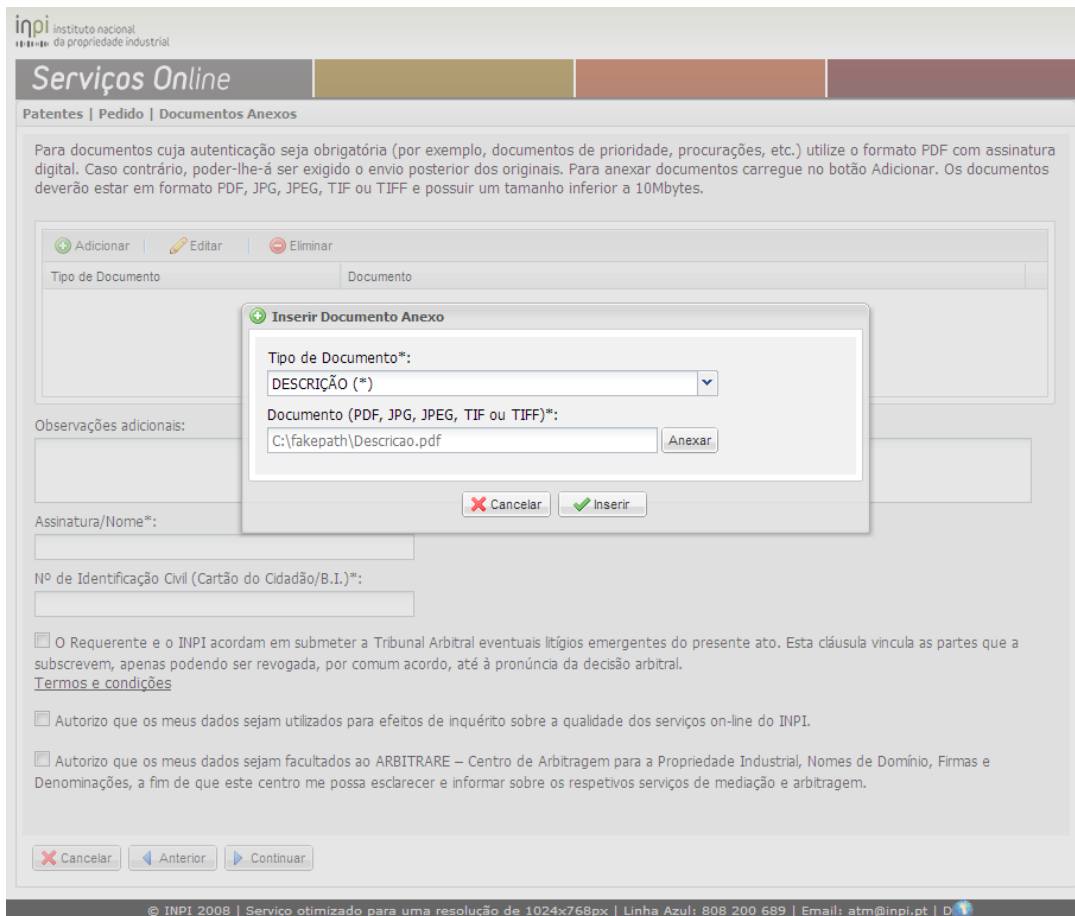 inpi instituto nacional
da propriedade industrial
Serviços Online
Patentes | Pedido | Documentos Anexos
Para documentos cuja autenticação seja obrigatória (por exemplo, documentos de prioridade, procurações, etc.) utilize o formato PDF com assinatura
digital. Caso contrário, poder-lhe-á ser exigido o envio posterior dos originais. Para anexar documentos carregue no botão Adicionar. Os documentos
deverão estar em formato PDF, JPG, JPEG, TIF ou TIFF e possuir um tamanho inferior a 10Mbytes.
Adicionar | Editar | Eliminar
Tipo de Documento Documento
Inserir Documento Anexo
Tipo de Documento*:
DESCRIÇÃO (*)
Documento (PDF, JPG, JPEG, TIF ou TIFF)*:
C:\fakepath\Descricao.pdf Anexar
Cancelar Inserir
Observações adicionais:
Assinatura/Nome*:
Nº de Identificação Civil (Cartão do Cidadão/B.I.)*:
O Requerente e o INPI acordam em submeter a Tribunal Arbitral eventuais litígios emergentes do presente ato. Esta cláusula vincula as partes que a
subscrevem, apenas podendo ser revogada, por comum acordo, até à pronúncia da decisão arbitral.
Termos e condições
Autorizo que os meus dados sejam utilizados para efeitos de inquérito sobre a qualidade dos serviços on-line do INPI.
Autorizo que os meus dados sejam facultados ao ARBITRARE – Centro de Arbitragem para a Propriedade Industrial, Nomes de Domínio, Firmas e
Denominações, a fim de que este centro me possa esclarecer e informar sobre os respetivos serviços de mediação e arbitragem.
Cancelar Anterior Continuar
© INPI 2008 | Serviço otimizado para uma resolução de 1024x768px | Linha Azul: 808 200 689 | Email: atm@inpi.pt | D